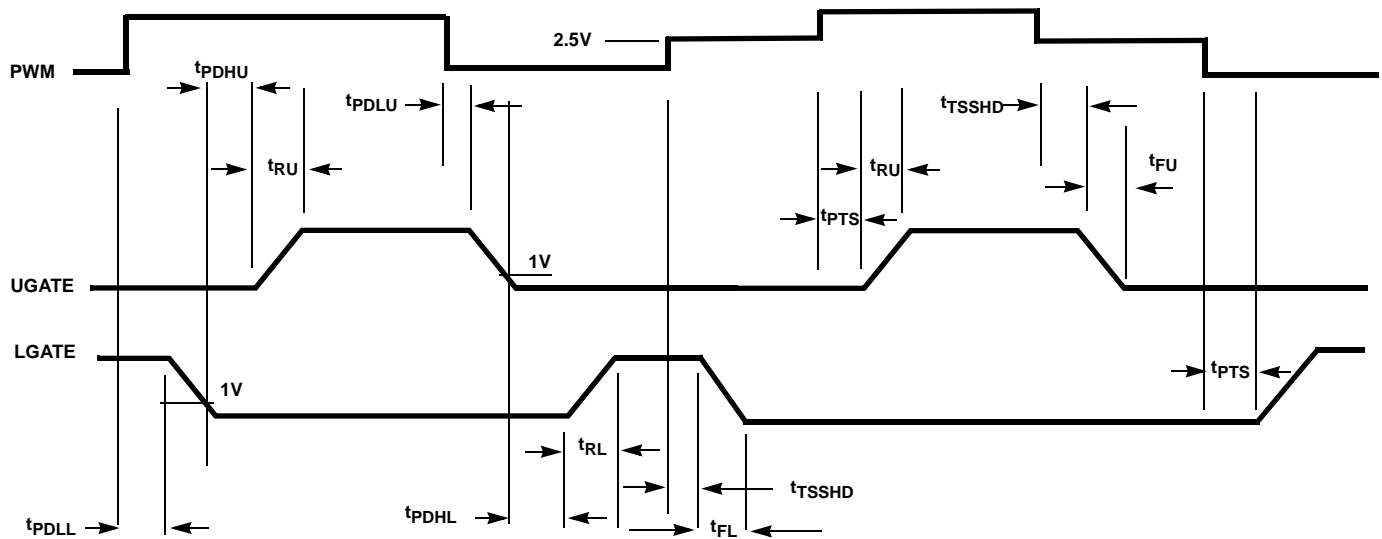 2.5V
PWM
tPDHU
tPDLU
tTSSHD
tRU
tRU
tFU
tPTS
1V
UGATE
LGATE
1V
tPTS
tRL
tTSSHD
tPDLL
tPDHL
tFL